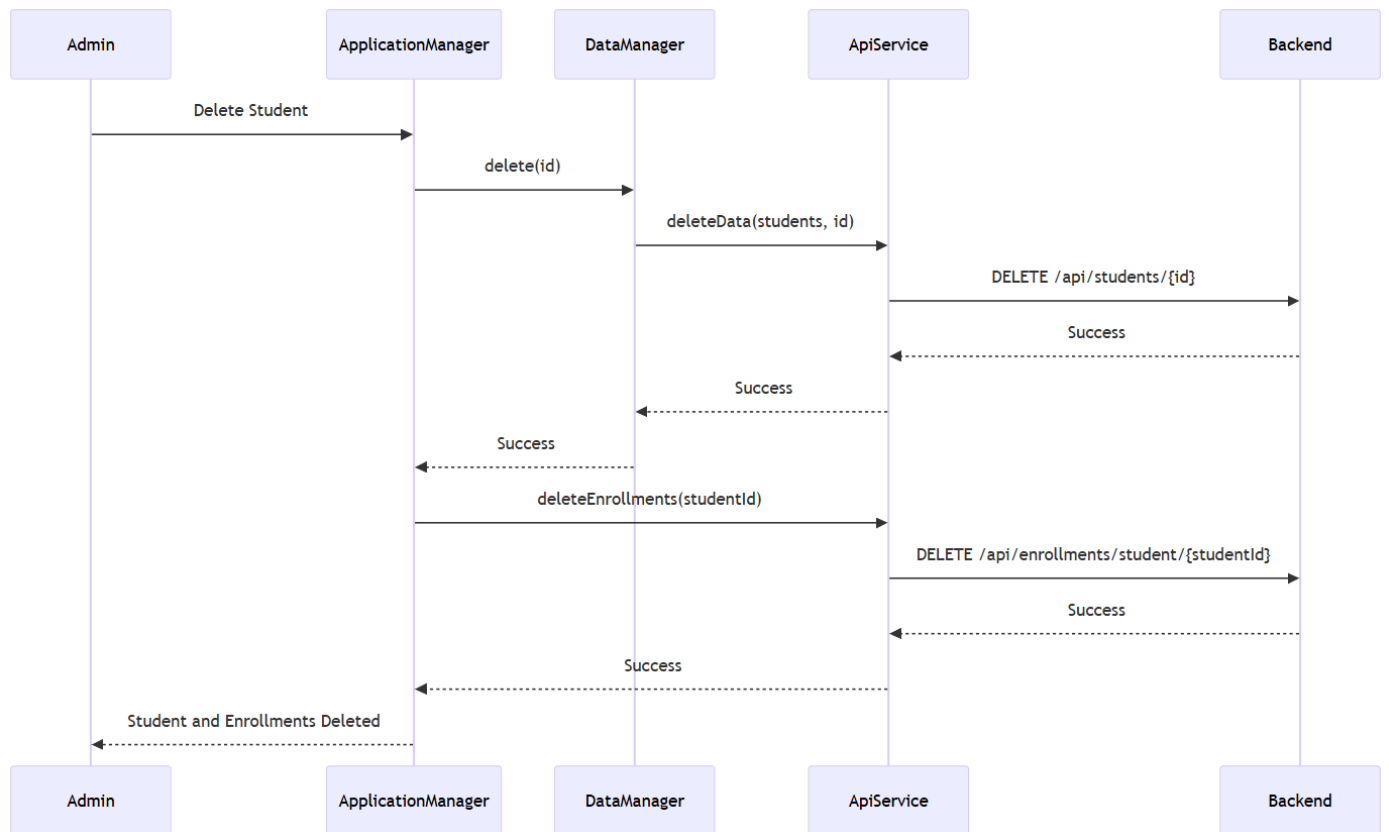 Admin
ApplicationManager
DataManager
ApiService
Backend
Delete Student
delete(id)
deleteData(students, id)
DELETE /api/students/{id}
Success
Success
Success
deleteEnrollments(studentId)
DELETE /api/enrollments/student/{studentId}
Success
Success
Student and Enrollments Deleted
Admin
ApplicationManager
DataManager
ApiService
Backend